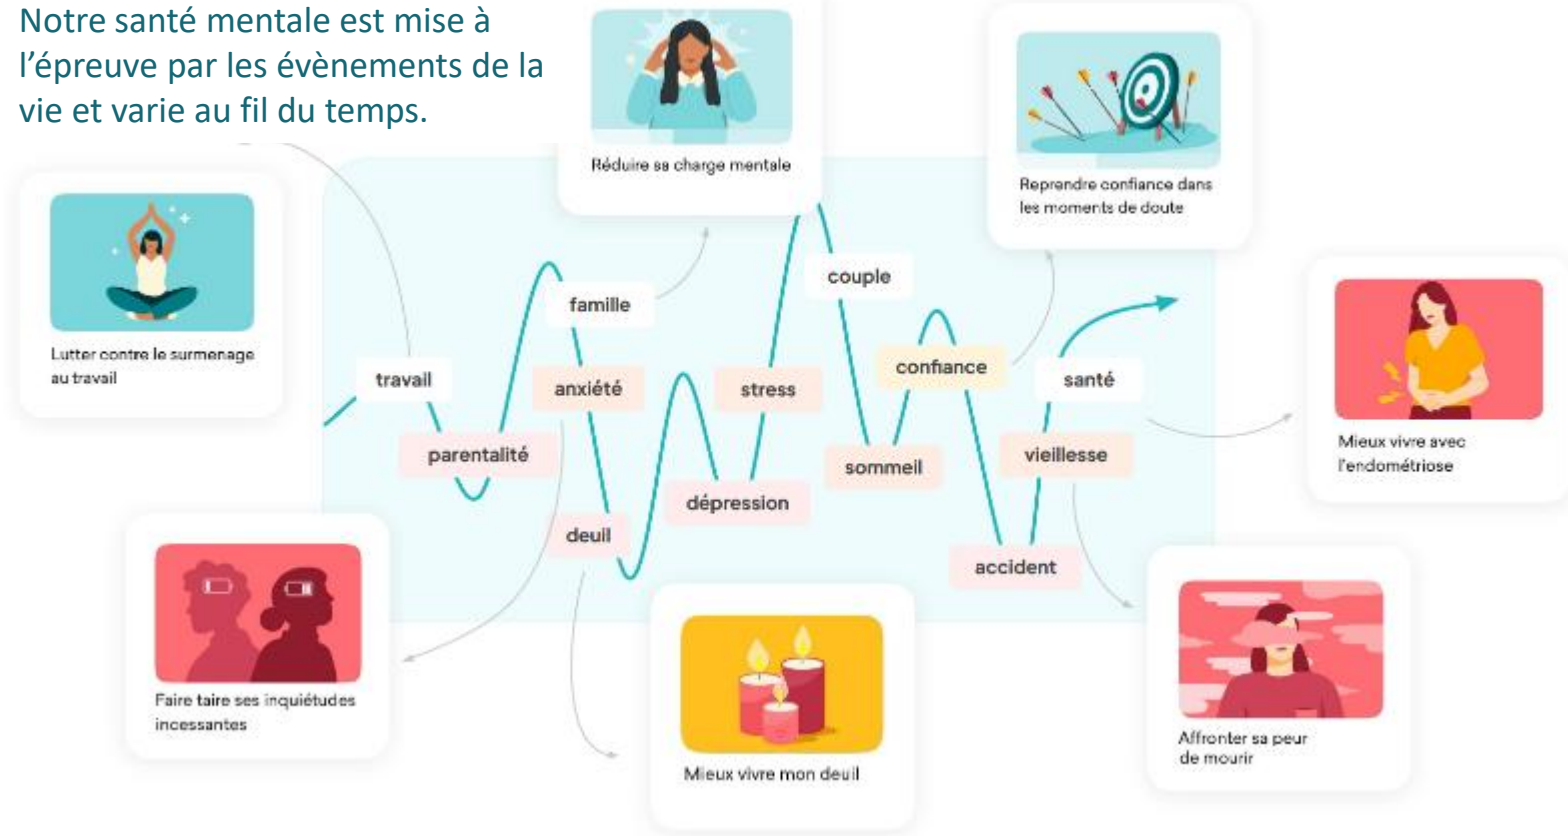 Notre santé mentale est mise à
l’épreuve par les évènements de la
vie et varie au fil du temps.
Réduire sa charge mentale
Reprendre confiance dans
les moments de doute
Lutter contre le surmenage
au travail
couple
famille
travail
anxiété
stress
confiance
santé
parentalité
sommeil
vieillesse
dépression
deuil
accident
Mieux vivre avec
l'endométriose
Faire taire ses inquiétudes
incessantes
Mieux vivre mon deuil
Affronter sa peur
de mourir